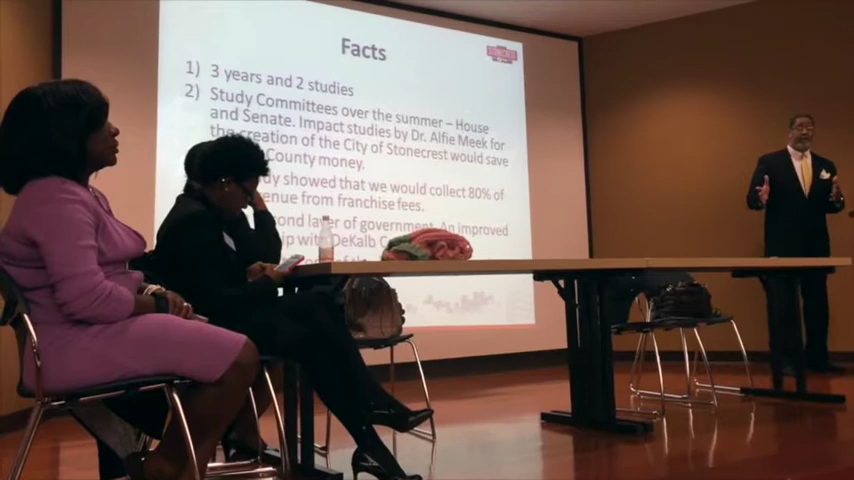 Facts
STONECREST
1) 3 years and 2 studies
2) Study Committees over the summer – House
and Senate. Impact studies by Dr. Alfie Meek for
the creation of the City of Stonecrest would save
County money.
showed that we would collect 80% of
venue from franchise fees.
ond layer of government. An improved
ip with DeKalb C